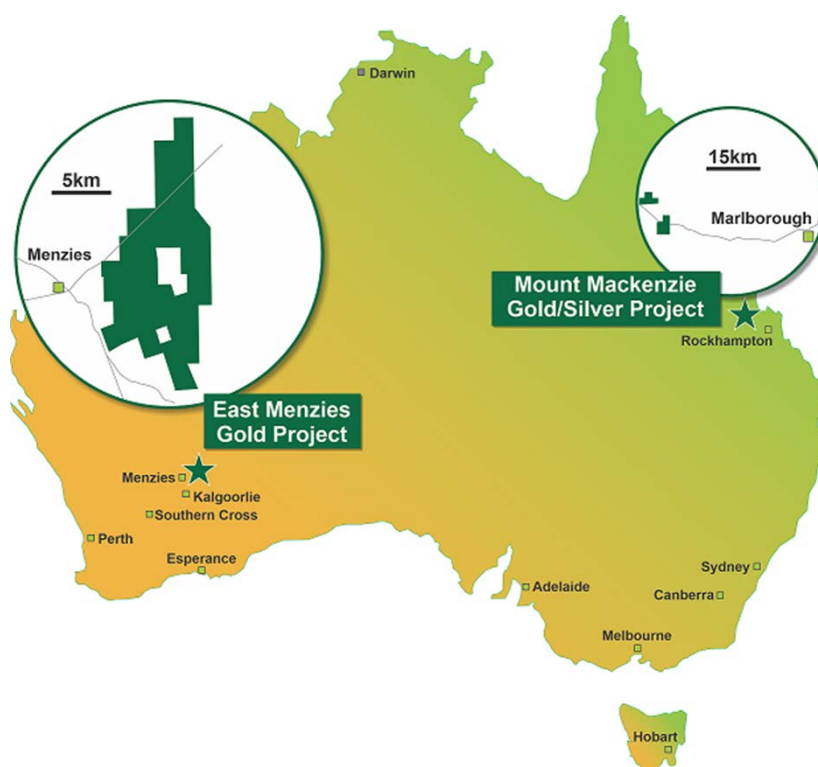 Darwin
5km
Menzies
15km
Marlborough
Mount Mackenzie
Gold/Silver Project
Rockhampton
East Menzies
Gold Project
Menzies
Kalgoorlie
Southern Cross
Perth
Esperance
Adelaide
Sydney
Canberra
Melbourne
Hobart